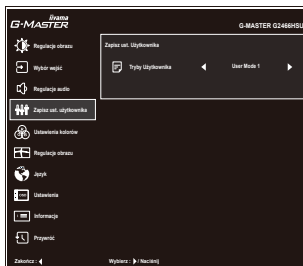 iiyama
G-MASTER
G-MASTER G2466HSU
Regulacje obrazu
Wybór wejść
Regulacje audio
Zapisz ust. użytkownika
Ustawienia kolorów
Regulacja obrazu
Język
Ustawienia
Informacje
Przywróć
Zapisz ust. Użytkownika
Tryby Użytkownika
User Mode 1
Zakończ :
Wybierz : / Naciśnij